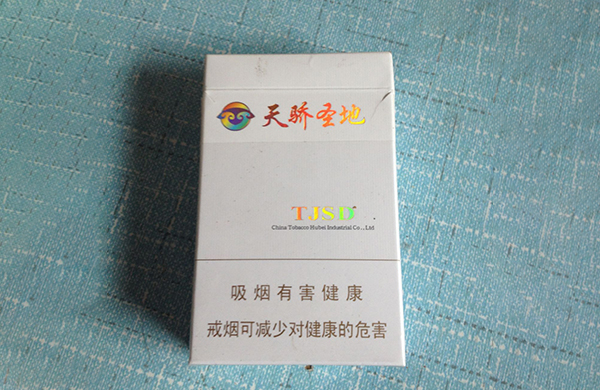 天骄圣地
TJSD
China Tobacco Hubei Industrial Co.,Ltd
吸烟有害健康
戒烟可减少对健康的危害